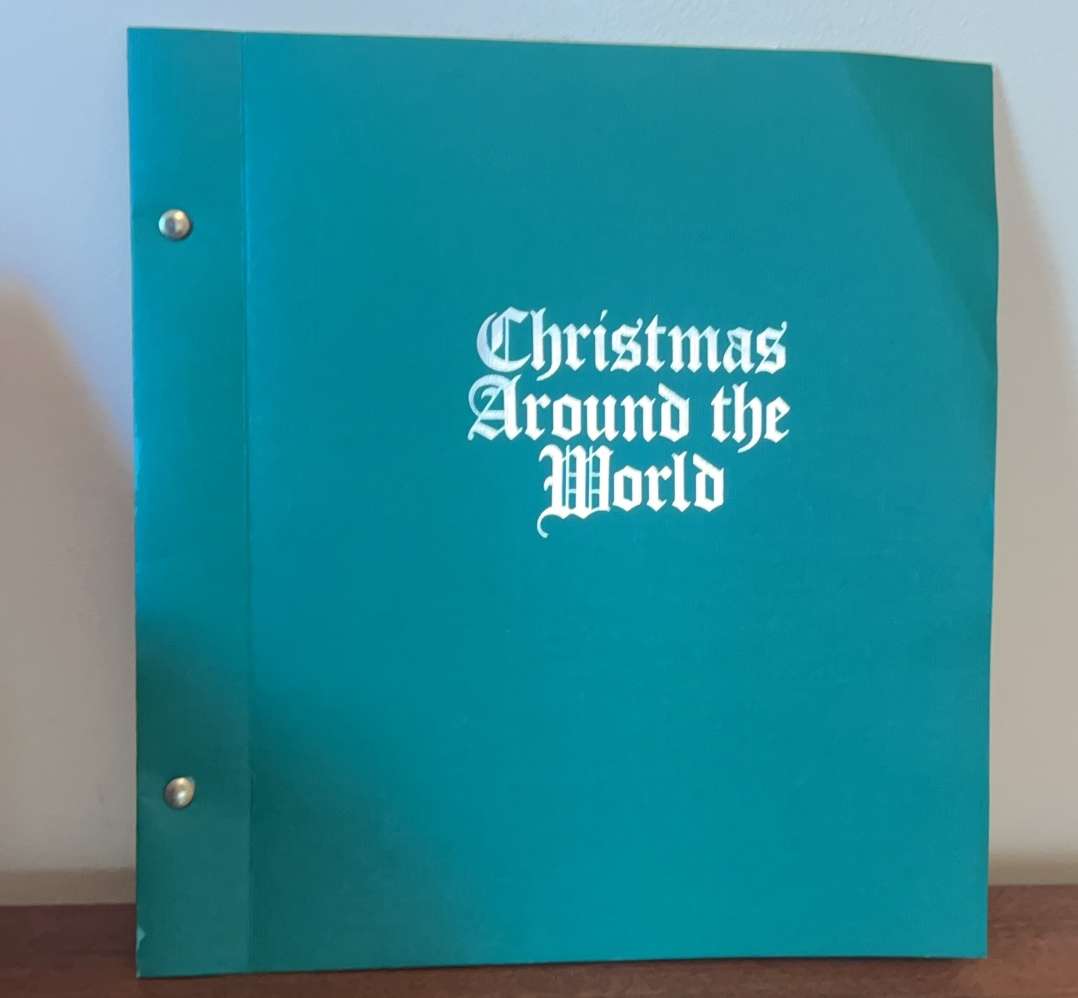 Christmas
Around the
World